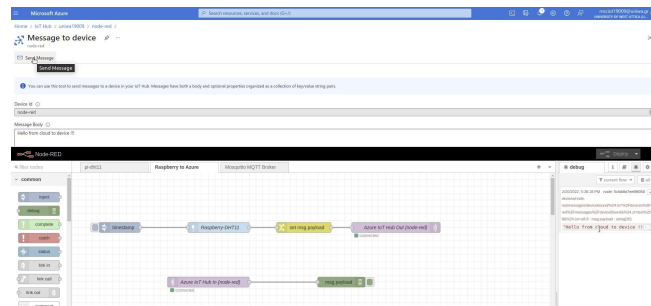 Microsoft Azure
Search resources, services, and docs (G+/)
UNIVERSITY OF WEST ATTICA (U...
Home > IoT Hub > uniwa19009 > node-red >
Message to device
node-red
Send Message
Send Message
You can use this tool to send messages to a device in your IoT Hub. Messages have both a body and optional properties organized as a collection of key/value string pairs.
Device Id
node-red
Message Body
Hello from cloud to device !!
Node-RED
Deploy
filter nodes
pi-dht11
Raspberry to Azure
Mosquitto MQTT Broker
debug
common
current flow
all
inject
debug
complete
catch
status
link in
link call
link out
comment
timestamp
Raspberry-DHT11
set msg.payload
Azure IoT Hub Out (node-red)
connected
Azure IoT Hub In (node-red)
connected
msg.payload
"Hello from cloud to device !!